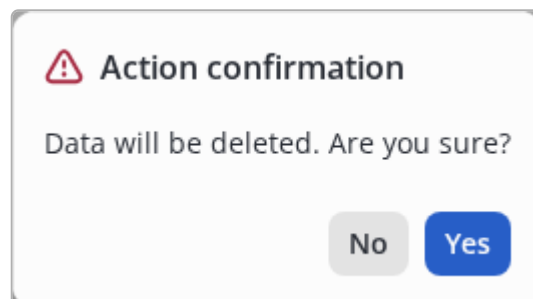 Action confirmation
Data will be deleted. Are you sure?
No Yes